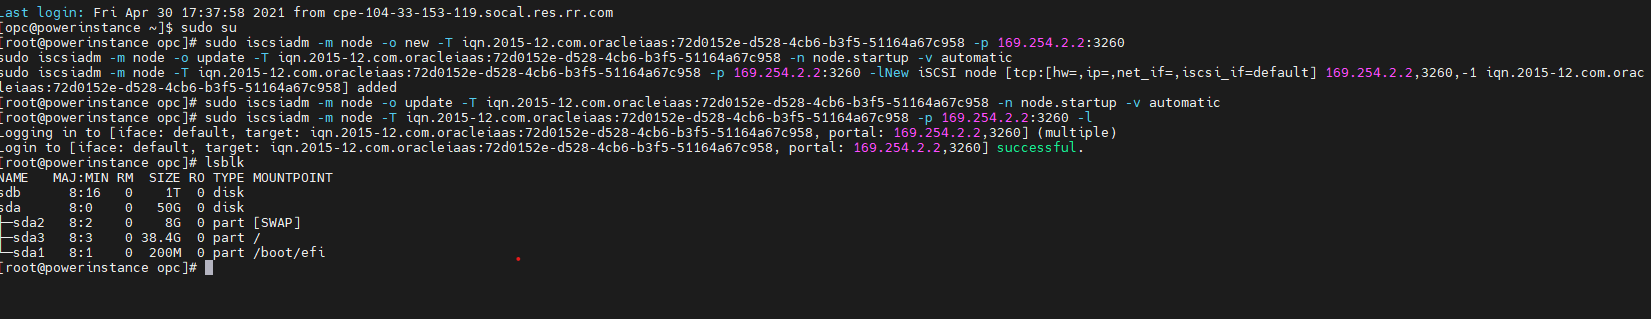 Last login: Fri Apr 30 17:37:58 2021 from cpe-104-33-153-119.socal.res.rr.com
[opc@powerinstance ~]$ sudo su
[root@powerinstance opc]# sudo iscsiadm -m node -o new -T iqn.2015-12.com.oracleiaas:72d0152e-d528-4cb6-b3f5-51164a67c958 -p 169.254.2.2:3260
sudo iscsiadm -m node -o update -T iqn.2015-12.com.oracleiaas:72d0152e-d528-4cb6-b3f5-51164a67c958 -n node.startup -v automatic
sudo iscsiadm -m node -T iqn.2015-12.com.oracleiaas:72d0152e-d528-4cb6-b3f5-51164a67c958 -p 169.254.2.2:3260 -lNew iSCSI node [tcp:[hw=,ip=,net_if=,iscsi_if=default] 169.254.2.2,3260,-1 iqn.2015-12.com.orac
leiaas:72d0152e-d528-4cb6-b3f5-51164a67c958] added
[root@powerinstance opc]# sudo iscsiadm -m node -o update -T iqn.2015-12.com.oracleiaas:72d0152e-d528-4cb6-b3f5-51164a67c958 -n node.startup -v automatic
[root@powerinstance opc]# sudo iscsiadm -m node -T iqn.2015-12.com.oracleiaas:72d0152e-d528-4cb6-b3f5-51164a67c958 -p 169.254.2.2:3260 -l
Logging in to [iface: default, target: iqn.2015-12.com.oracleiaas:72d0152e-d528-4cb6-b3f5-51164a67c958, portal: 169.254.2.2,3260] (multiple)
Login to [iface: default, target: iqn.2015-12.com.oracleiaas:72d0152e-d528-4cb6-b3f5-51164a67c958, portal: 169.254.2.2,3260] successful.
[root@powerinstance opc]# lsblk
NAME   MAJ:MIN RM  SIZE RO TYPE MOUNTPOINT
sdb      8:16   0    1T  0 disk
sda      8:0    0   50G  0 disk
├─sda2   8:2    0    8G  0 part [SWAP]
├─sda3   8:3    0 38.4G  0 part /
└─sda1   8:1    0  200M  0 part /boot/efi
[root@powerinstance opc]#